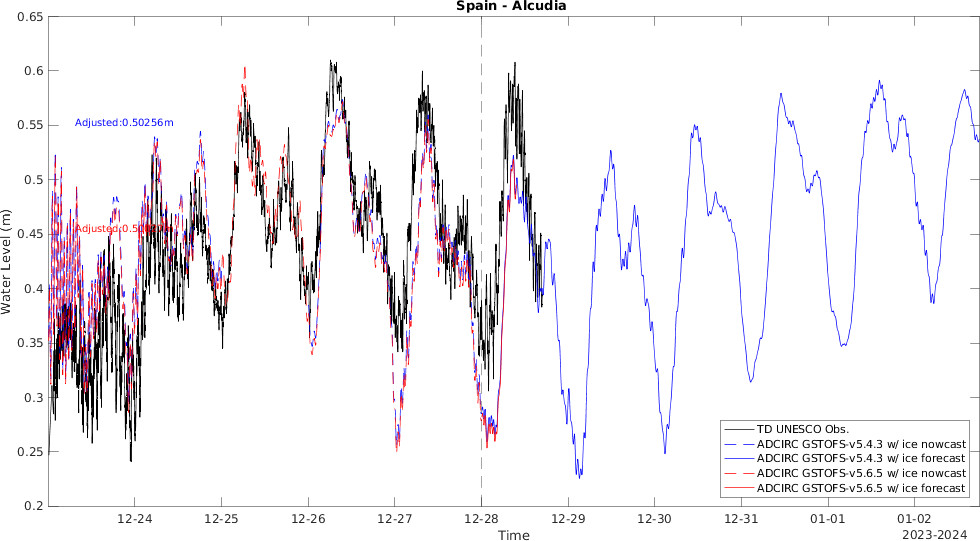 Spain - Alcudia
Water Level (m)
0.65
0.6
0.55
0.5
0.45
0.4
0.35
0.3
0.25
0.2
Adjusted:0.50256m
12-24
12-25
12-26
12-27
12-28
12-29
12-30
12-31
01-01
01-02
Time
2023-2024
TD UNESCO Obs.
ADCIRC GSTOFS-v5.4.3 w/ ice nowcast
ADCIRC GSTOFS-v5.4.3 w/ ice forecast
ADCIRC GSTOFS-v5.6.5 w/ ice nowcast
ADCIRC GSTOFS-v5.6.5 w/ ice forecast